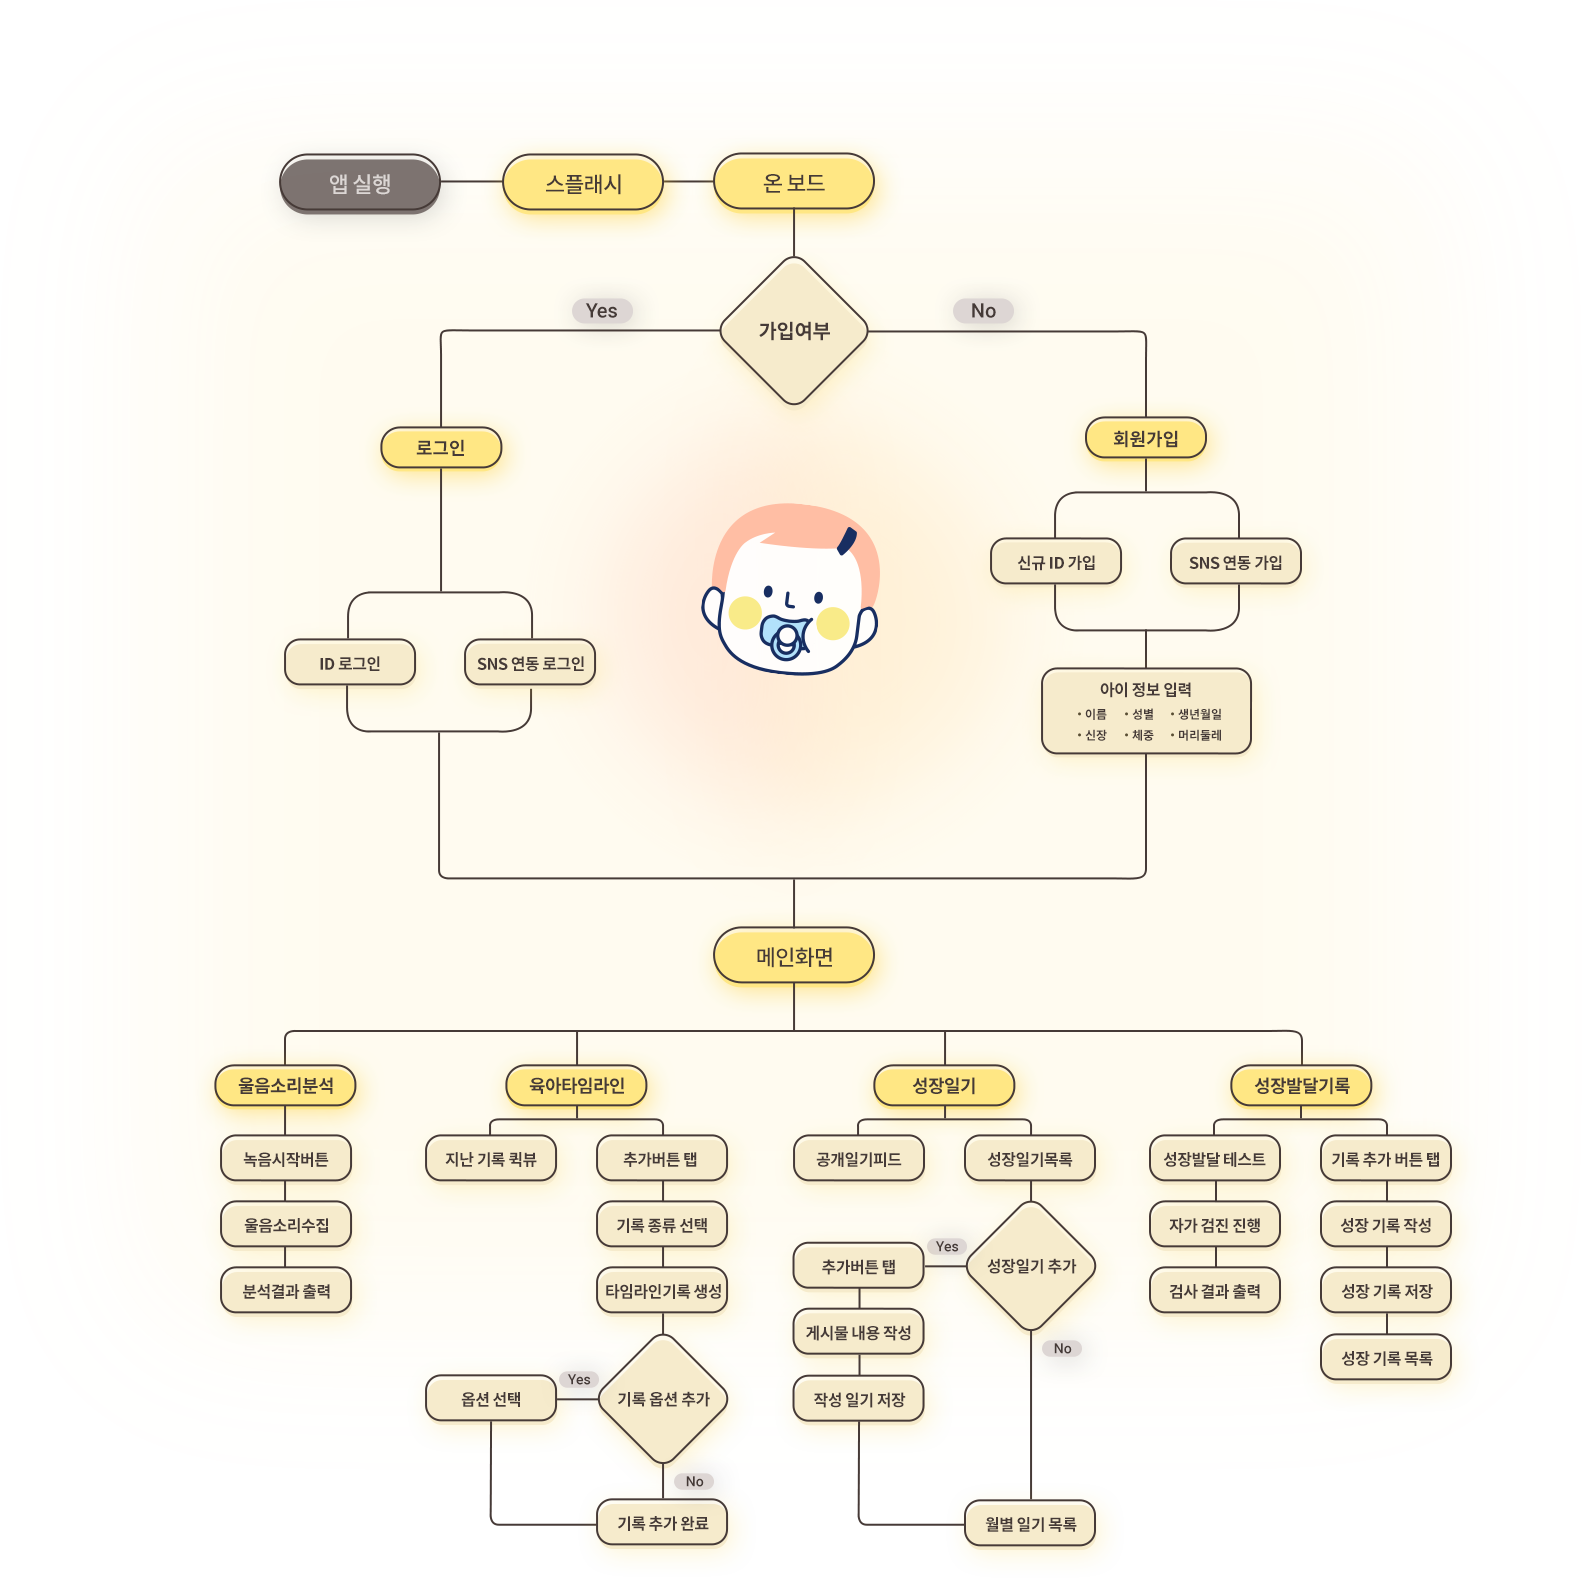 앱 실행
스플래시
온 보드
가입여부
Yes
No
로그인
회원가입
ID 로그인
SNS 연동 로그인
신규 ID 가입
SNS 연동 가입
아이 정보 입력
• 이름 • 성별 • 생년월일
• 신장 • 체중 • 머리둘레
메인화면
울음소리분석
녹음시작버튼
울음소리수집
분석결과 출력
육아타임라인
지난 기록 퀵뷰
추가버튼 탭
기록 종류 선택
타임라인기록 생성
기록 옵션 추가
Yes
옵션 선택
No
기록 추가 완료
성장일기
공개일기피드
성장일기목록
성장일기 추가
Yes
추가버튼 탭
게시물 내용 작성
작성 일기 저장
No
월별 일기 목록
성장발달기록
성장발달 테스트
자가 검진 진행
검사 결과 출력
기록 추가 버튼 탭
성장 기록 작성
성장 기록 저장
성장 기록 목록